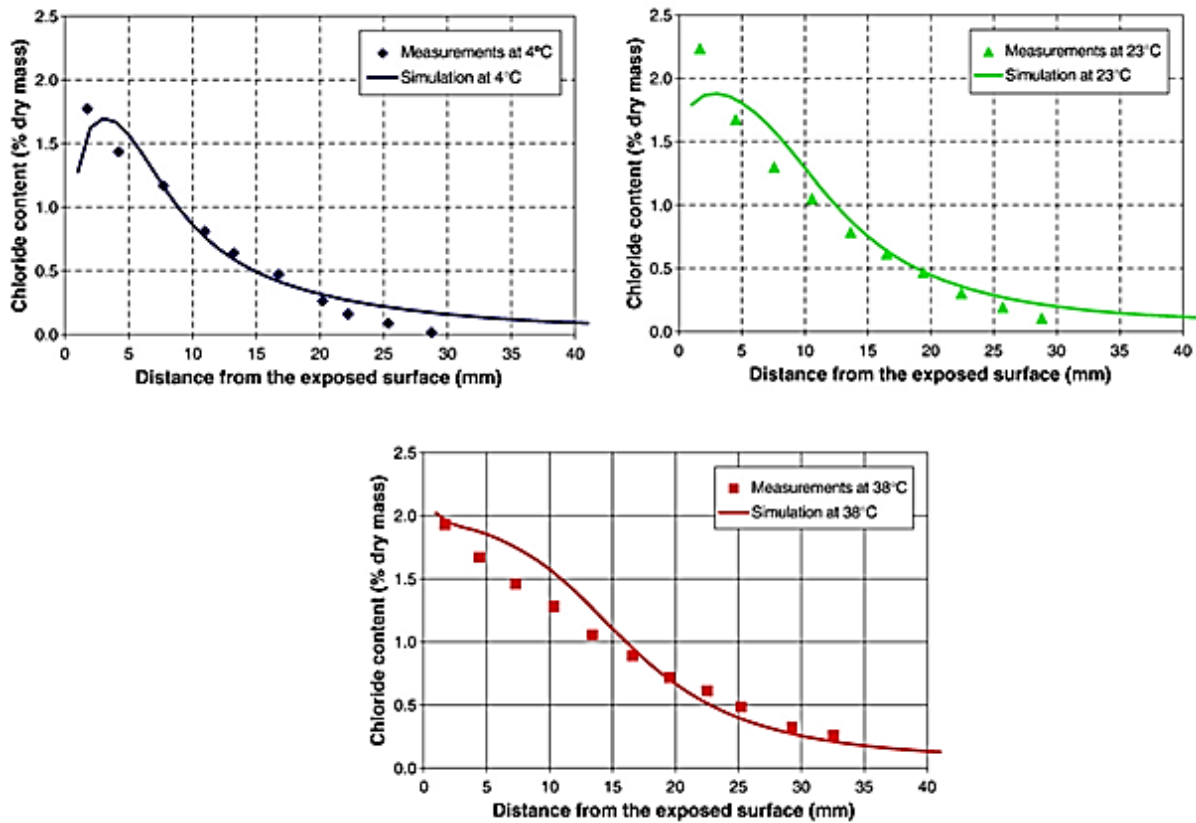 2.5
2.0
1.5
1.0
0.5
0.0
Chloride content (% dry mass)
Measurements at 4°C
Simulation at 4°C
0 5 10 15 20 25 30 35 40
Distance from the exposed surface (mm)
2.5
2.0
1.5
1.0
0.5
0.0
Chloride content (% dry mass)
Measurements at 23°C
Simulation at 23°C
0 5 10 15 20 25 30 35 40
Distance from the exposed surface (mm)
2.5
2.0
1.5
1.0
0.5
0.0
Chloride content (% dry mass)
Measurements at 38°C
Simulation at 38°C
0 5 10 15 20 25 30 35 40
Distance from the exposed surface (mm)